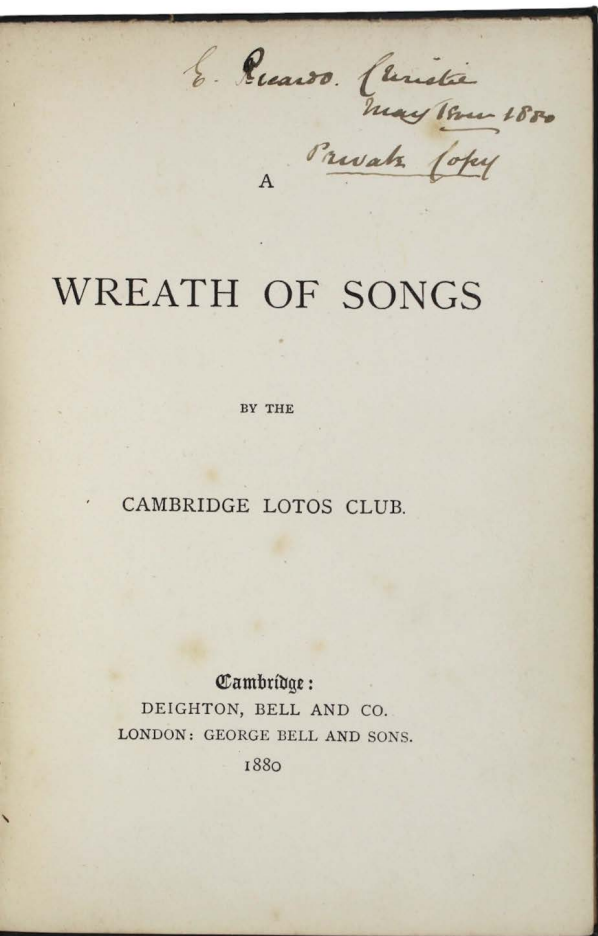 E. Ricardo. Christie
May 1880
Private Copy
A
WREATH OF SONGS
BY THE
CAMBRIDGE LOTOS CLUB.
Cambridge:
DEIGHTON, BELL AND CO.
LONDON: GEORGE BELL AND SONS.
1880